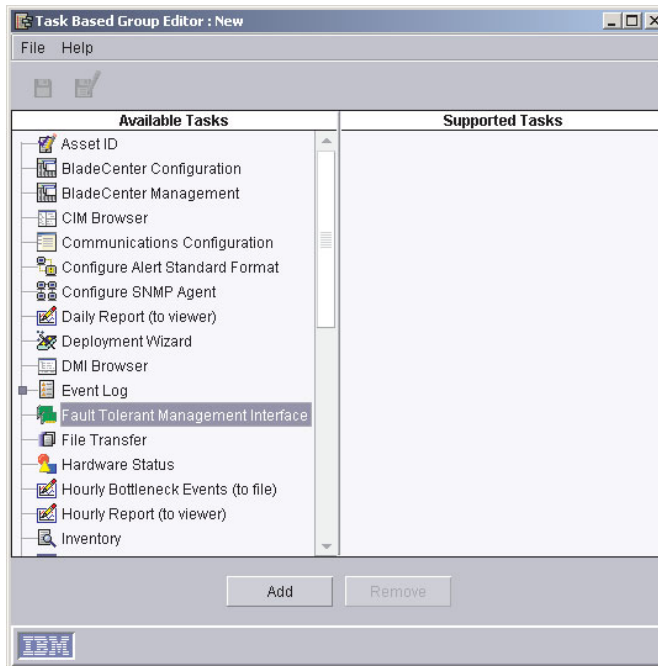 Task Based Group Editor : New
File Help
Available Tasks
Supported Tasks
Asset ID
BladeCenter Configuration
BladeCenter Management
CIM Browser
Communications Configuration
Configure Alert Standard Format
Configure SNMP Agent
Daily Report (to viewer)
Deployment Wizard
DMI Browser
Event Log
Fault Tolerant Management Interface
File Transfer
Hardware Status
Hourly Bottleneck Events (to file)
Hourly Report (to viewer)
Inventory
Add
Remove
IBM